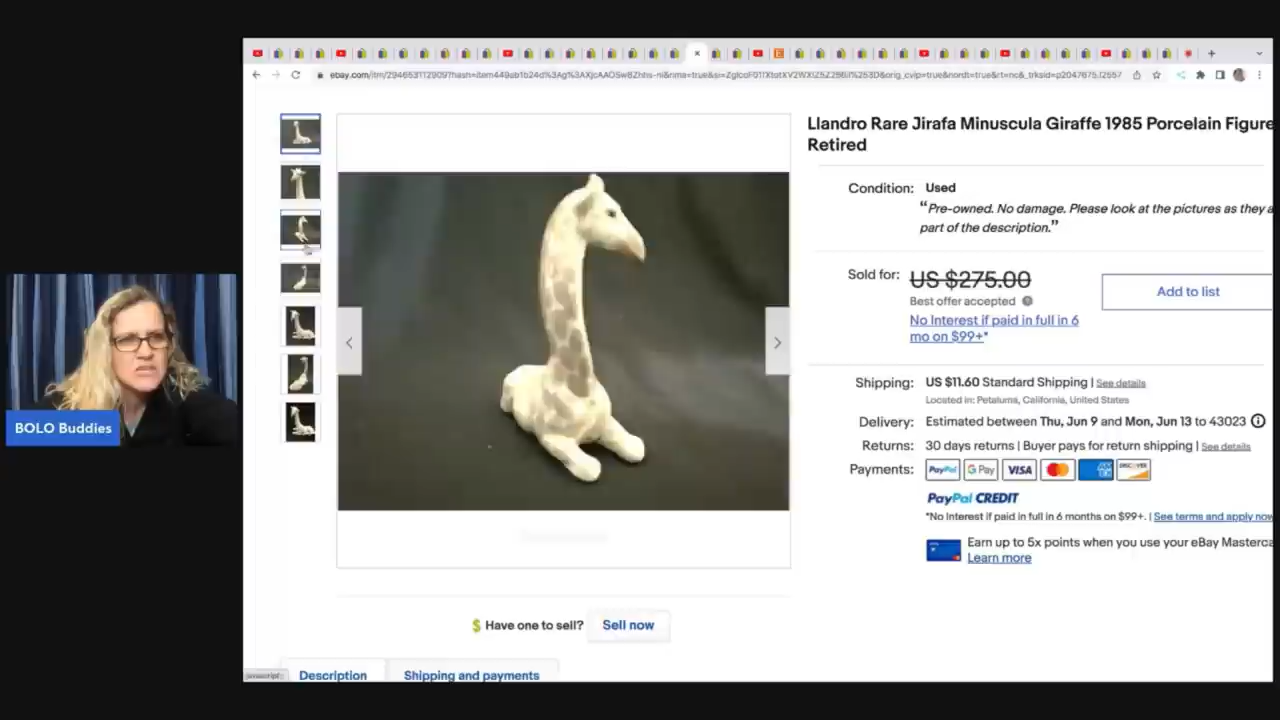 Llandro Rare Jirafa Minuscula Giraffe 1985 Porcelain Figure
Retired
Condition: Used
“Pre-owned. No damage. Please look at the pictures as they a
part of the description.”
Sold for: US $275.00
Best offer accepted
Add to list
No Interest if paid in full in 6
mo on $99+*
Shipping: US $11.60 Standard Shipping | See details
Located in: Petaluma, California, United States
Delivery: Estimated between Thu, Jun 9 and Mon, Jun 13 to 43023
Returns: 30 days returns | Buyer pays for return shipping | See details
Payments: PayPal G Pay VISA DISCOVER
PayPal CREDIT
*No Interest if paid in full in 6 months on $99+. | See terms and apply now
Earn up to 5x points when you use your eBay Masterca
Learn more
BOLO Buddies
$ Have one to sell? Sell now
Description Shipping and payments